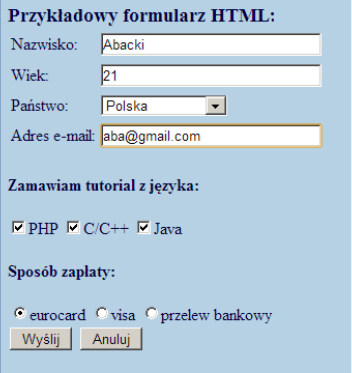 Przykładowy formularz HTML:
Nazwisko: Abacki
Wiek: 21
Państwo: Polska
Adres e-mail: aba@gmail.com
Zamawiam tutorial z języka:
PHP C/C++ Java
Sposób zapłaty:
eurocard visa przelew bankowy
Wyślij Anuluj